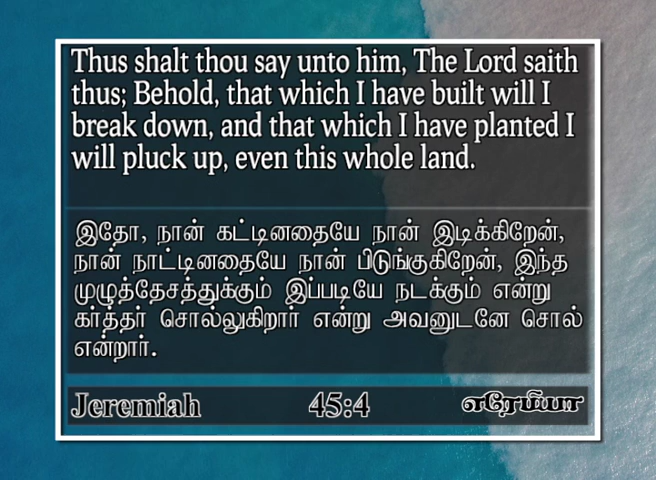 Thus shalt thou say unto him, The Lord saith
thus; Behold, that which I have built will I
break down, and that which I have planted I
will pluck up, even this whole land.
இதோ, நான் கட்டினதையே நான் இடிக்கிறேன்,
நான் நாட்டினதையே நான் பிடுங்குகிறேன், இந்த
முழுத்தேசத்துக்கும் இப்படியே நடக்கும் என்று
கர்த்தர் சொல்லுகிறார் என்று அவனுடனே சொல்
என்றார்.
Jeremiah 45:4 எரேமியா